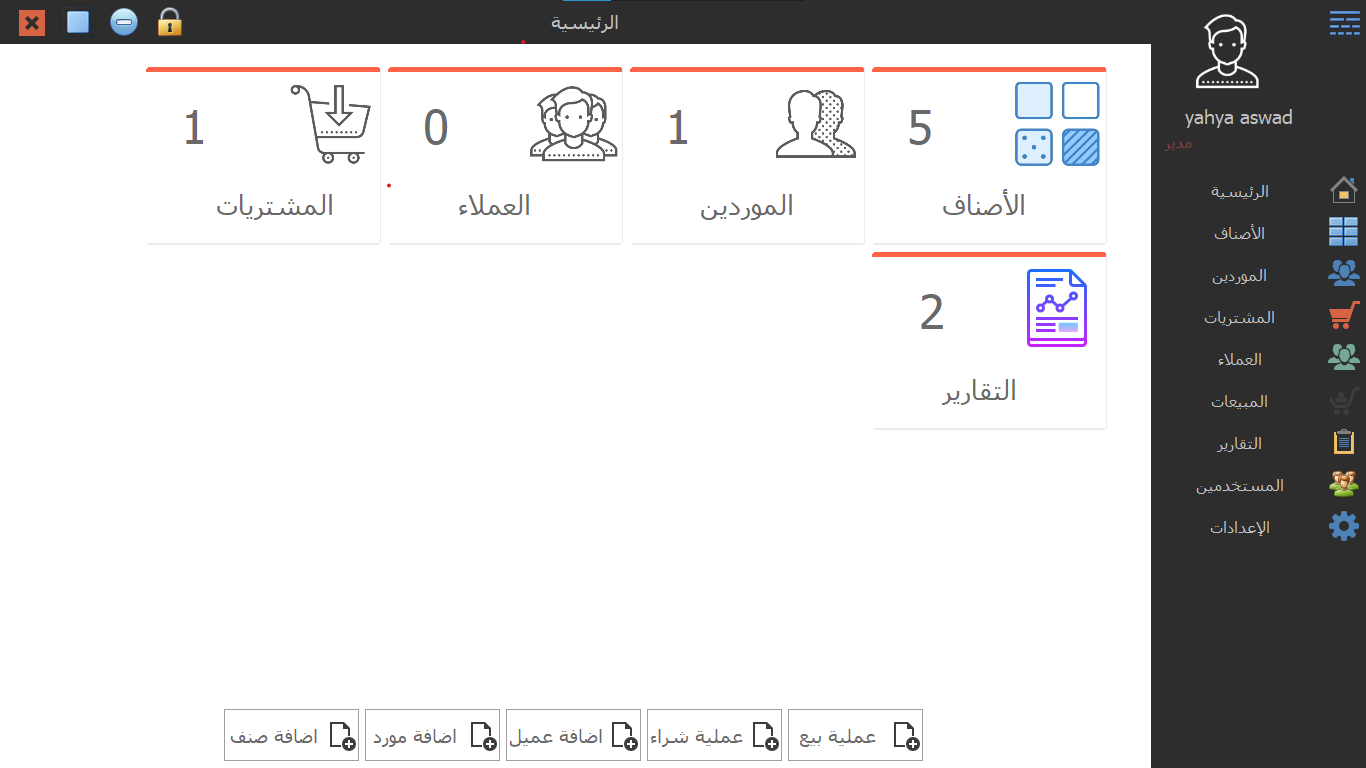 الرئيسية
yahya aswad
مدير
الرئيسية
الأصناف
الموردين
المشتريات
العملاء
المبيعات
التقارير
المستخدمين
الإعدادات
5
الأصناف
1
الموردين
0
العملاء
1
المشتريات
2
التقارير
عملية بيع
عملية شراء
اضافة عميل
اضافة مورد
اضافة صنف